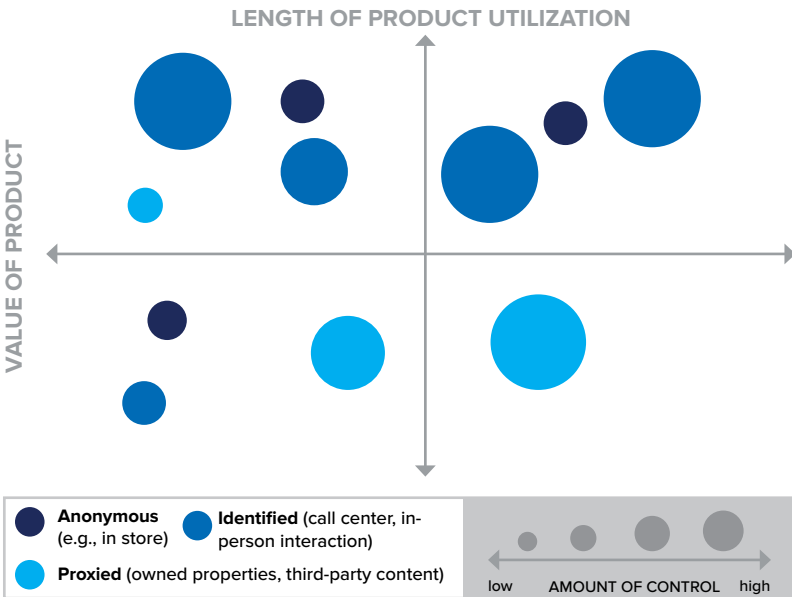 LENGTH OF PRODUCT UTILIZATION
VALUE OF PRODUCT
Anonymous
(e.g., in store)
Identified (call center, in-
person interaction)
Proxied (owned properties, third-party content)
low AMOUNT OF CONTROL high